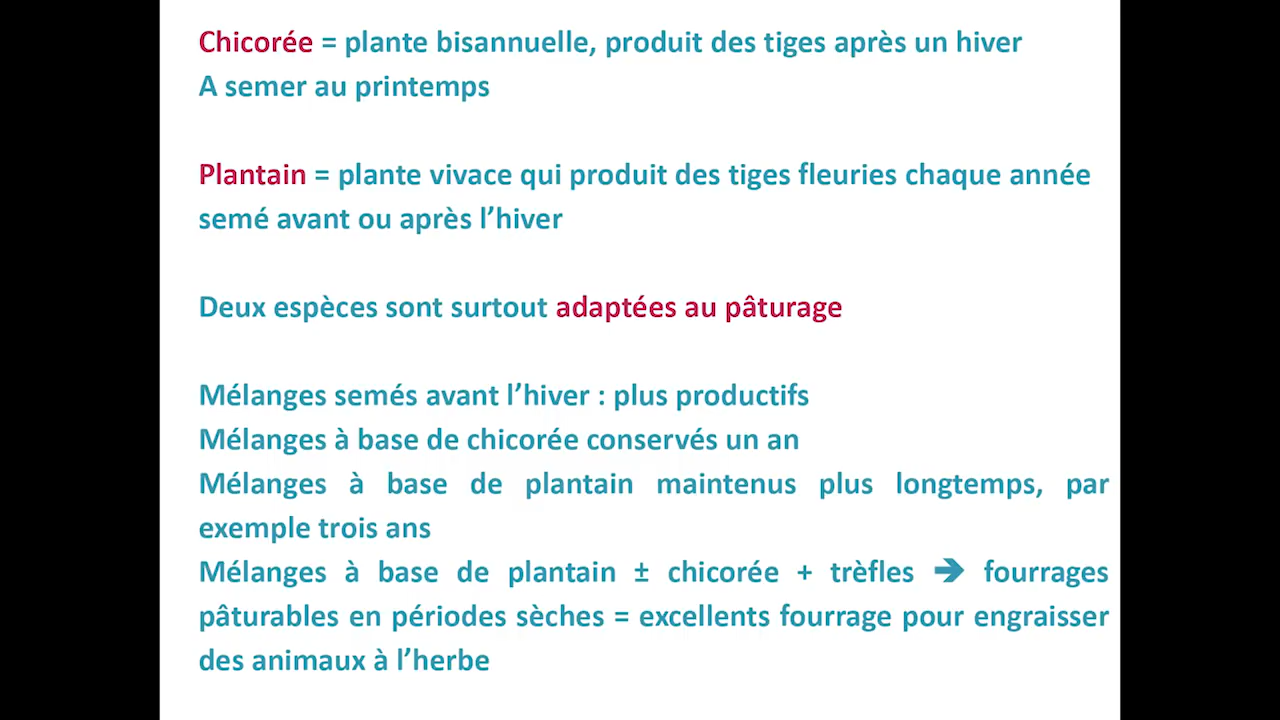 Chicorée = plante bisannuelle, produit des tiges après un hiver
A semer au printemps
Plantain = plante vivace qui produit des tiges fleuries chaque année
semé avant ou après l’hiver
Deux espèces sont surtout adaptées au pâturage
Mélanges semés avant l’hiver : plus productifs
Mélanges à base de chicorée conservés un an
Mélanges à base de plantain maintenus plus longtemps, par
exemple trois ans
Mélanges à base de plantain ± chicorée + trèfles ➔ fourrages
pâturables en périodes sèches = excellents fourrage pour engraisser
des animaux à l’herbe